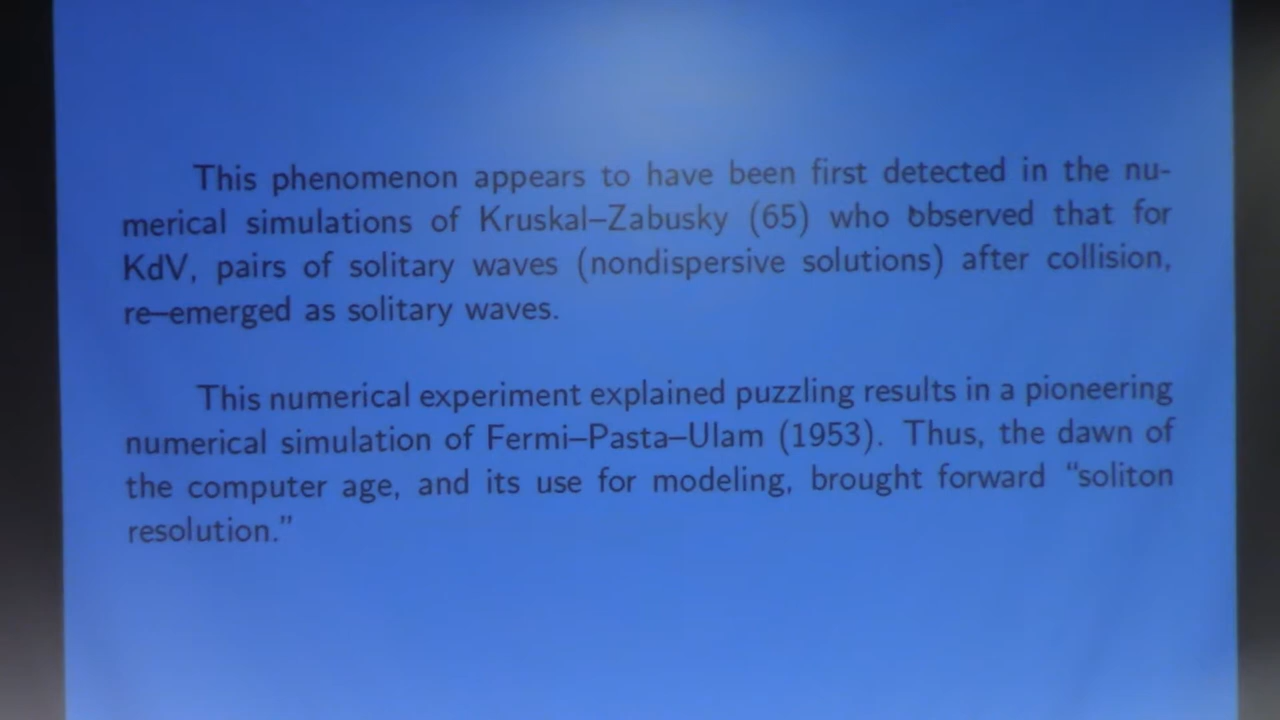 This phenomenon appears to have been first detected in the nu-
merical simulations of Kruskal–Zabusky (65) who observed that for
KdV, pairs of solitary waves (nondispersive solutions) after collision,
re–emerged as solitary waves.
This numerical experiment explained puzzling results in a pioneering
numerical simulation of Fermi–Pasta–Ulam (1953). Thus, the dawn of
the computer age, and its use for modeling, brought forward “soliton
resolution.”